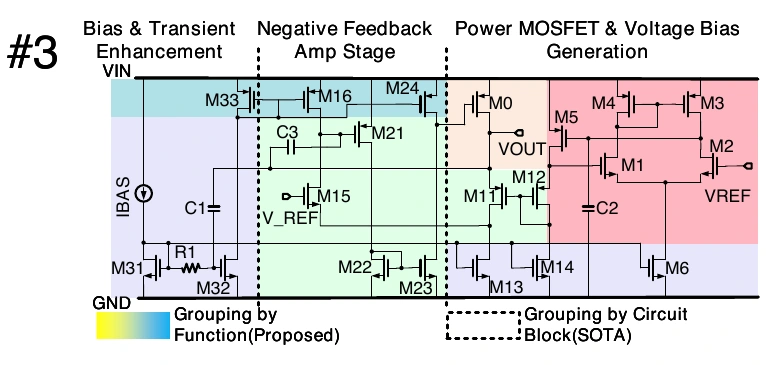 #3
Bias & Transient
Enhancement
Negative Feedback
Amp Stage
Power MOSFET & Voltage Bias
Generation
VIN
M33
M16
M24
M0
M4
M3
M5
C3
M21
VOUT
M2
M1
IBAS
C1
V_REF
M15
M11
M12
C2
VREF
R1
M31
M32
M22
M23
M13
M14
M6
GND
Grouping by
Function(Proposed)
Grouping by Circuit
Block(SOTA)